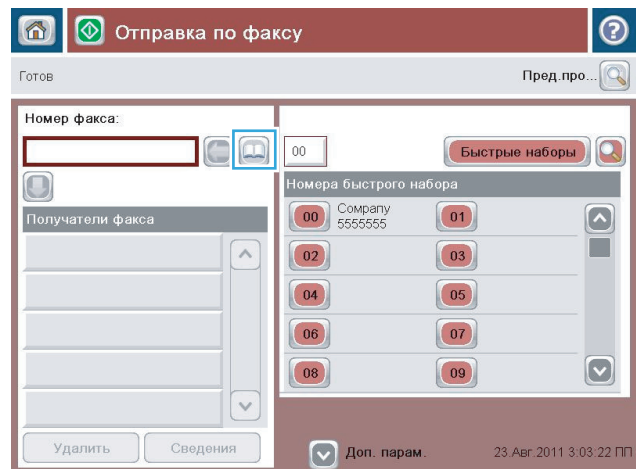 Отправка по факсу
?
Готов
Пред.про...
Номер факса:
00
Быстрые наборы
Номера быстрого набора
Получатели факса
00 Company 01
5555555
02 03
04 05
06 07
08 09
Удалить Сведения
Доп. парам.
23.Авг.2011 3:03:22 ПП